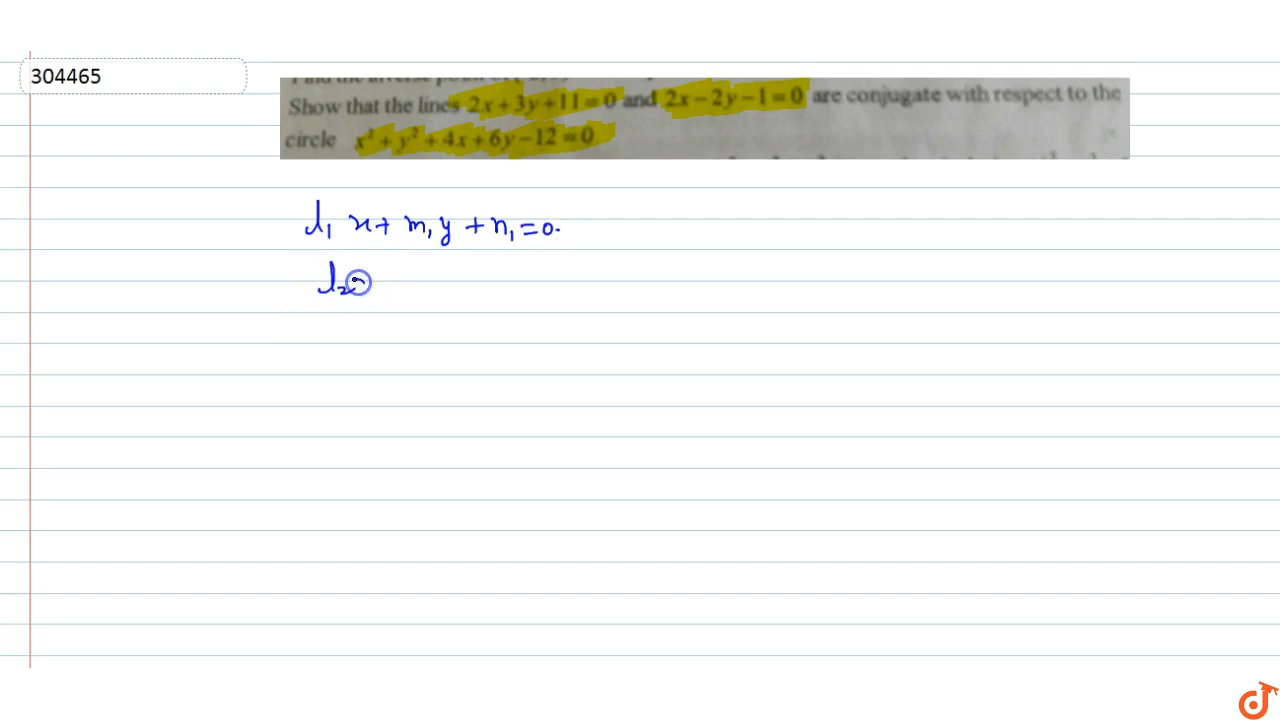 304465
Show that the lines 2x+3y+11=0 and 2x−2y−1=0 are conjugate with respect to the
circle x² + y² + 4x + 6y − 12 = 0
l₁ x + m₁ y + n₁ = 0.
l₂